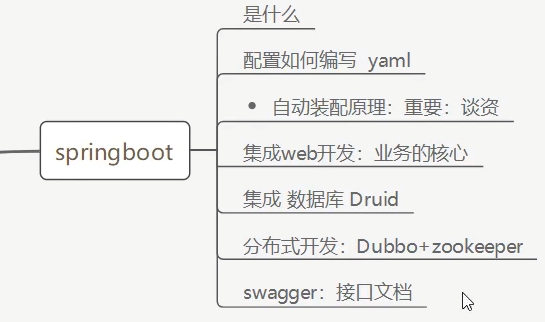 是什么
配置如何编写 yaml
自动装配原理：重要：谈资
springboot
集成web开发：业务的核心
集成 数据库 Druid
分布式开发：Dubbo+zookeeper
swagger：接口文档